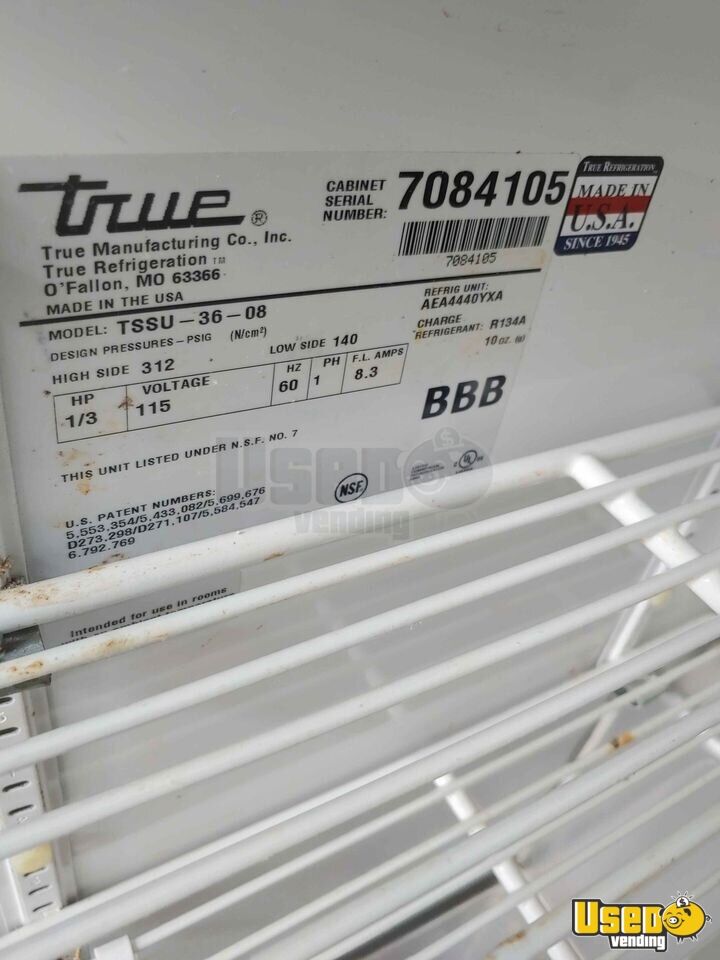 true®
True Manufacturing Co., Inc.
True Refrigeration TM
O'Fallon, MO 63366
MADE IN THE USA
CABINET
SERIAL
NUMBER: 7084105
7084105
TRUE REFRIGERATION
MADE IN
U.S.A.
SINCE 1945
MODEL: TSSU-36-08
DESIGN PRESSURES-PSIG (N/cm²)
HIGH SIDE 312 LOW SIDE 140
REFRIG UNIT:
AEA4440YXA
CHARGE
REFRIGERANT: R134A
10 OZ.
HP VOLTAGE HZ PH F.L. AMPS
1/3 115 60 1 8.3
BBB
THIS UNIT LISTED UNDER N.S.F. NO. 7
U.S. PATENT NUMBERS:
5,553,354/5,433,082/5,699,676
D273,298/D271,107/5,584,547
6,792,769
NSF
UL
Intended for use in rooms
USED
vending
USED
vending